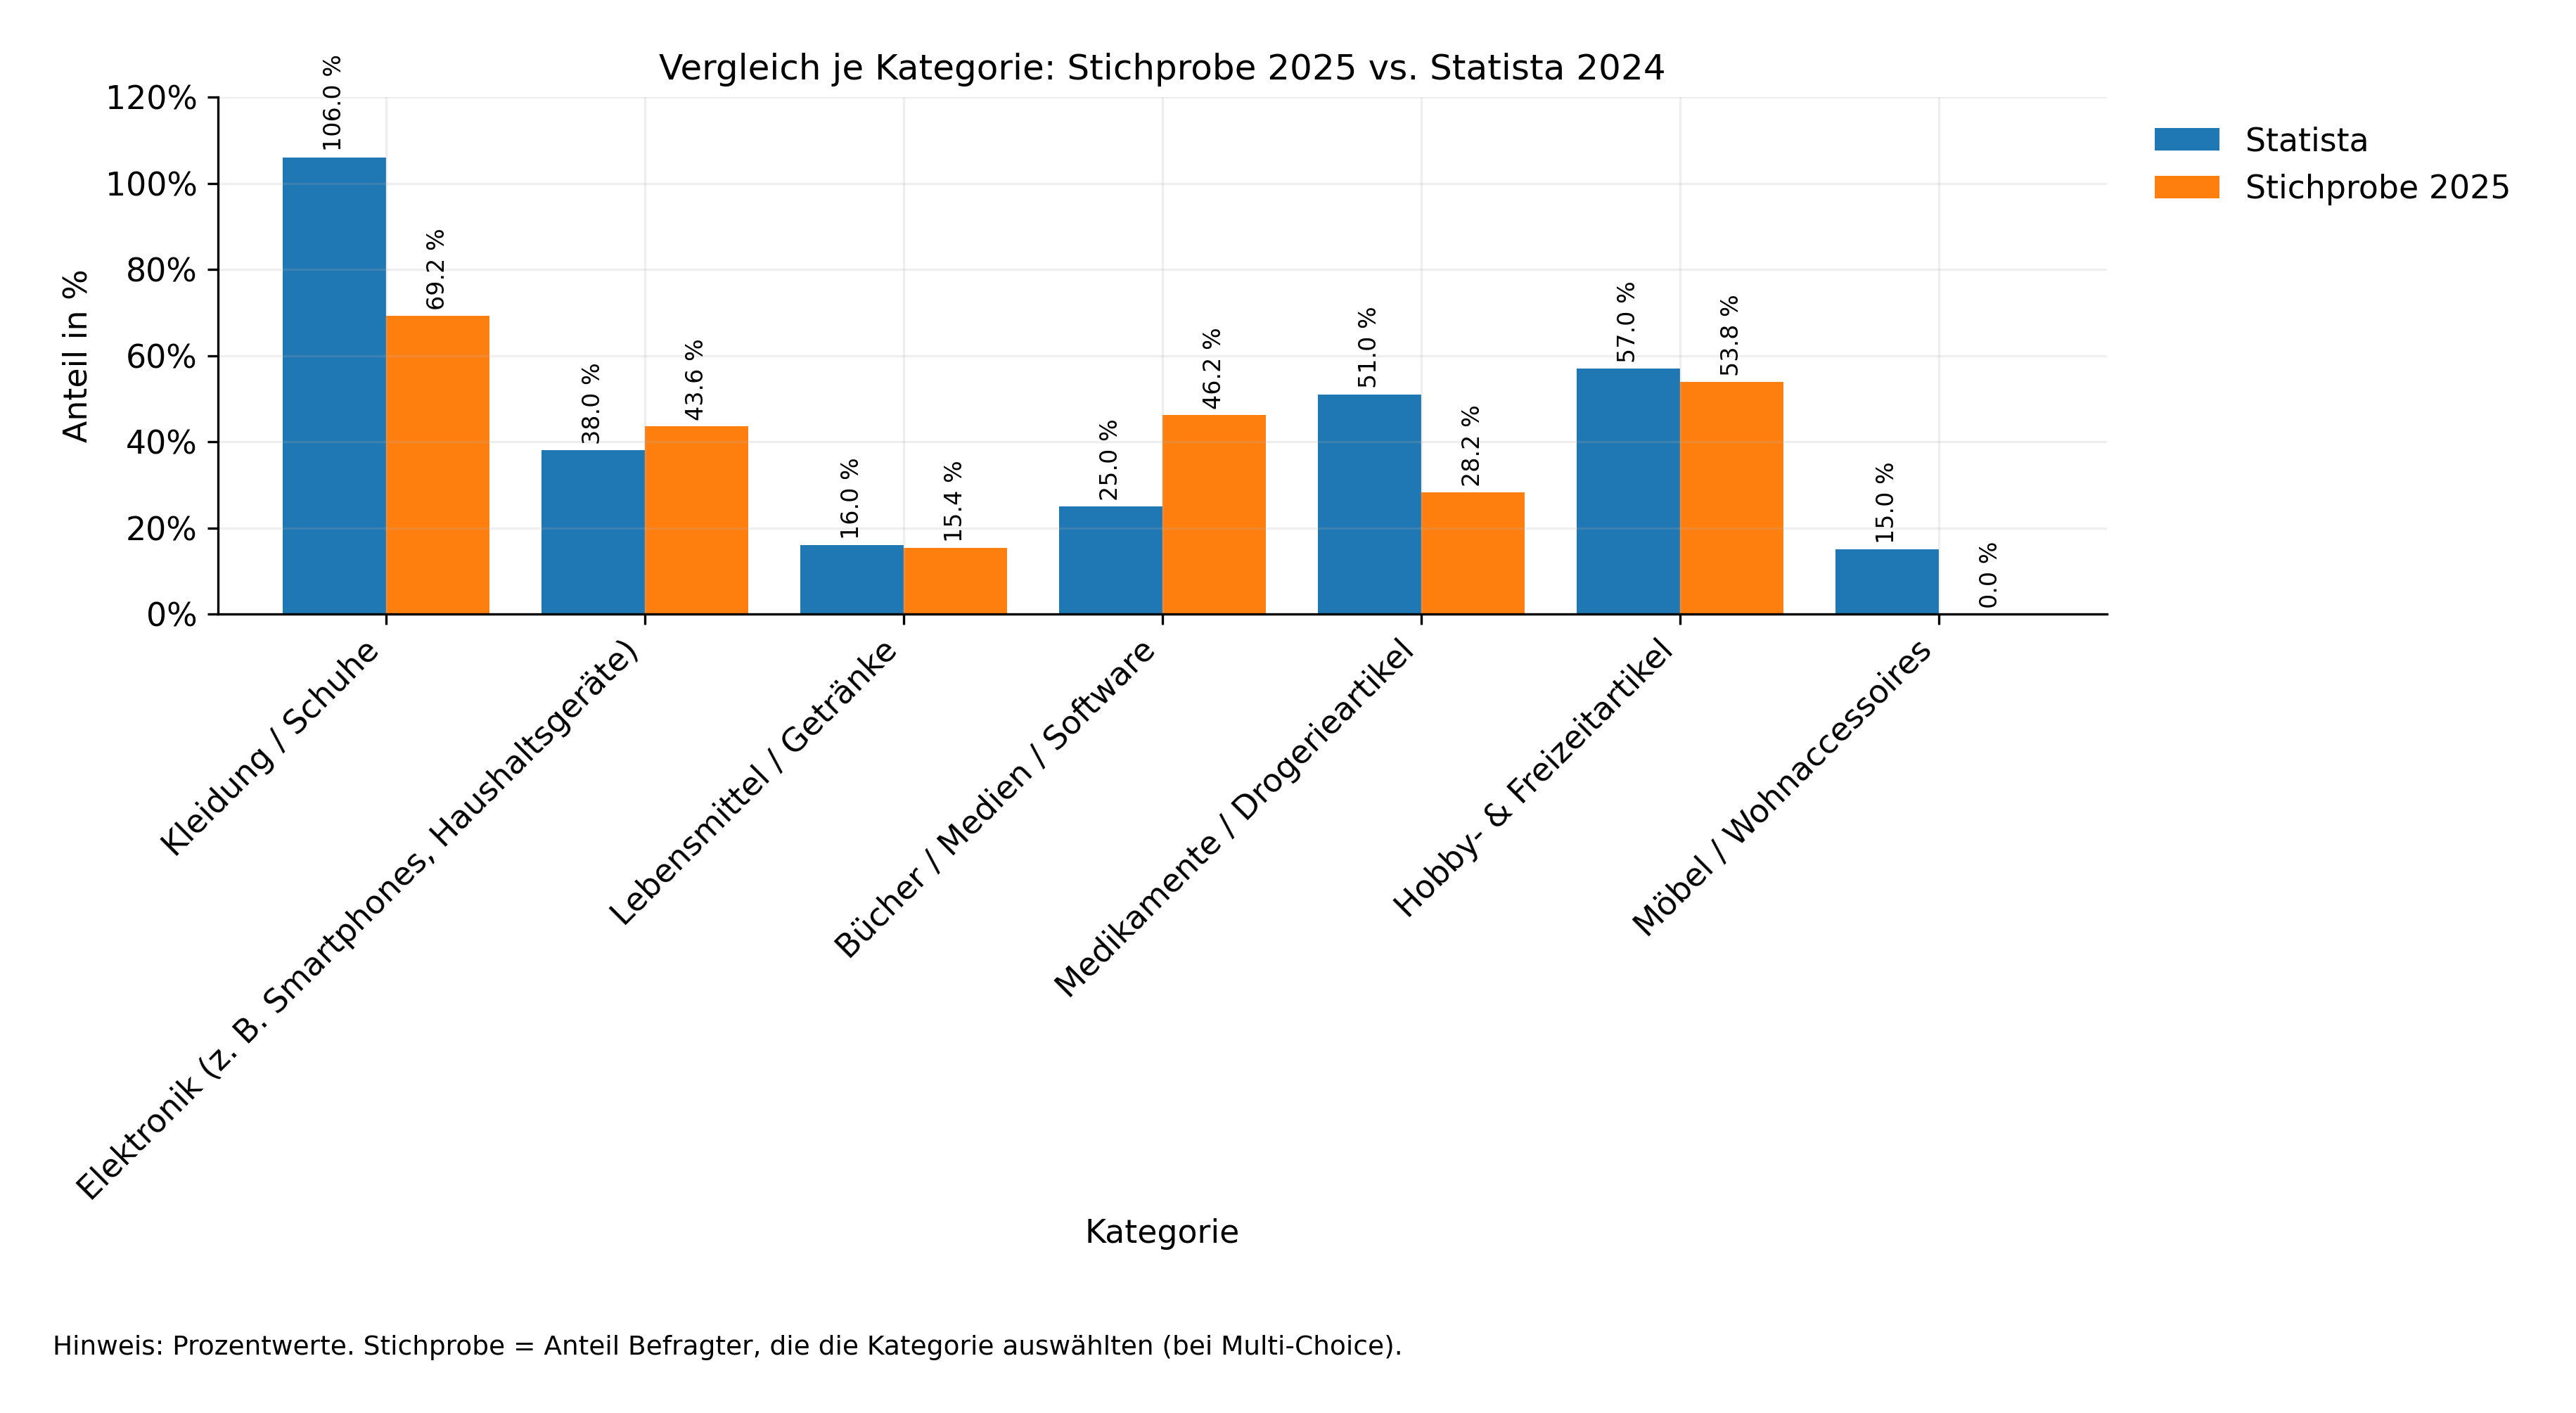 Vergleich je Kategorie: Stichprobe 2025 vs. Statista 2024
Statista
Stichprobe 2025
Anteil in %
120%
100%
80%
60%
40%
20%
0%
106.0 %
69.2 %
38.0 %
43.6 %
16.0 %
15.4 %
25.0 %
46.2 %
51.0 %
28.2 %
57.0 %
53.8 %
15.0 %
0.0 %
Kleidung / Schuhe
Elektronik (z. B. Smartphones, Haushaltsgeräte)
Lebensmittel / Getränke
Bücher / Medien / Software
Medikamente / Drogerieartikel
Hobby- & Freizeitartikel
Möbel / Wohnaccessoires
Kategorie
Hinweis: Prozentwerte. Stichprobe = Anteil Befragter, die die Kategorie auswählten (bei Multi-Choice).